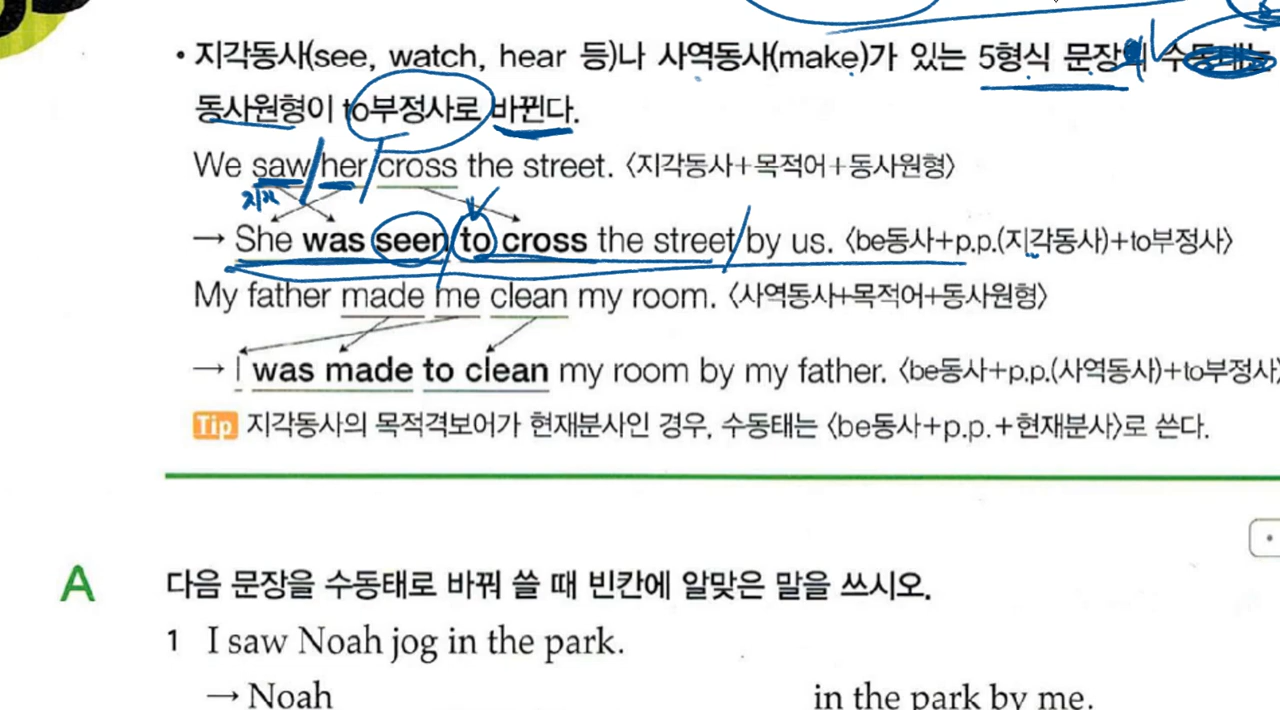 • 지각동사(see, watch, hear 등)나 사역동사(make)가 있는 5형식 문장의 수동태는
동사원형이 to부정사로 바뀐다.
We saw her cross the street. 〈지각동사+목적어+동사원형〉
→ She was seen to cross the street by us. 〈be동사+p.p.(지각동사)+to부정사〉
My father made me clean my room. 〈사역동사+목적어+동사원형〉
→ I was made to clean my room by my father. 〈be동사+p.p.(사역동사)+to부정사〉
Tip 지각동사의 목적격보어가 현재분사인 경우, 수동태는 〈be동사+p.p.+현재분사〉로 쓴다.
A 다음 문장을 수동태로 바꿔 쓸 때 빈칸에 알맞은 말을 쓰시오.
1 I saw Noah jog in the park.
→ Noah in the park by me.